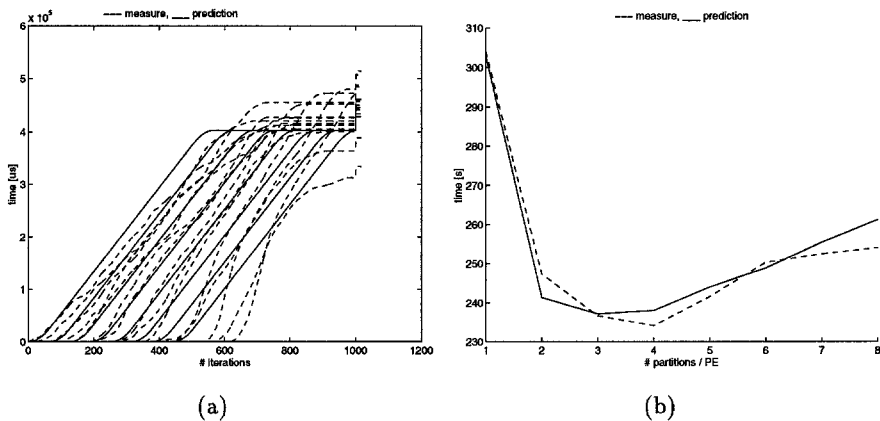 --- measure, ___ prediction
x 10⁵
6
5
4
3
2
1
0
time [us]
0 200 400 600 800 1000 1200
# iterations
(a)
--- measure, ___ prediction
310
300
290
280
270
260
250
240
230
time [s]
1 2 3 4 5 6 7 8
# partitions / PE
(b)